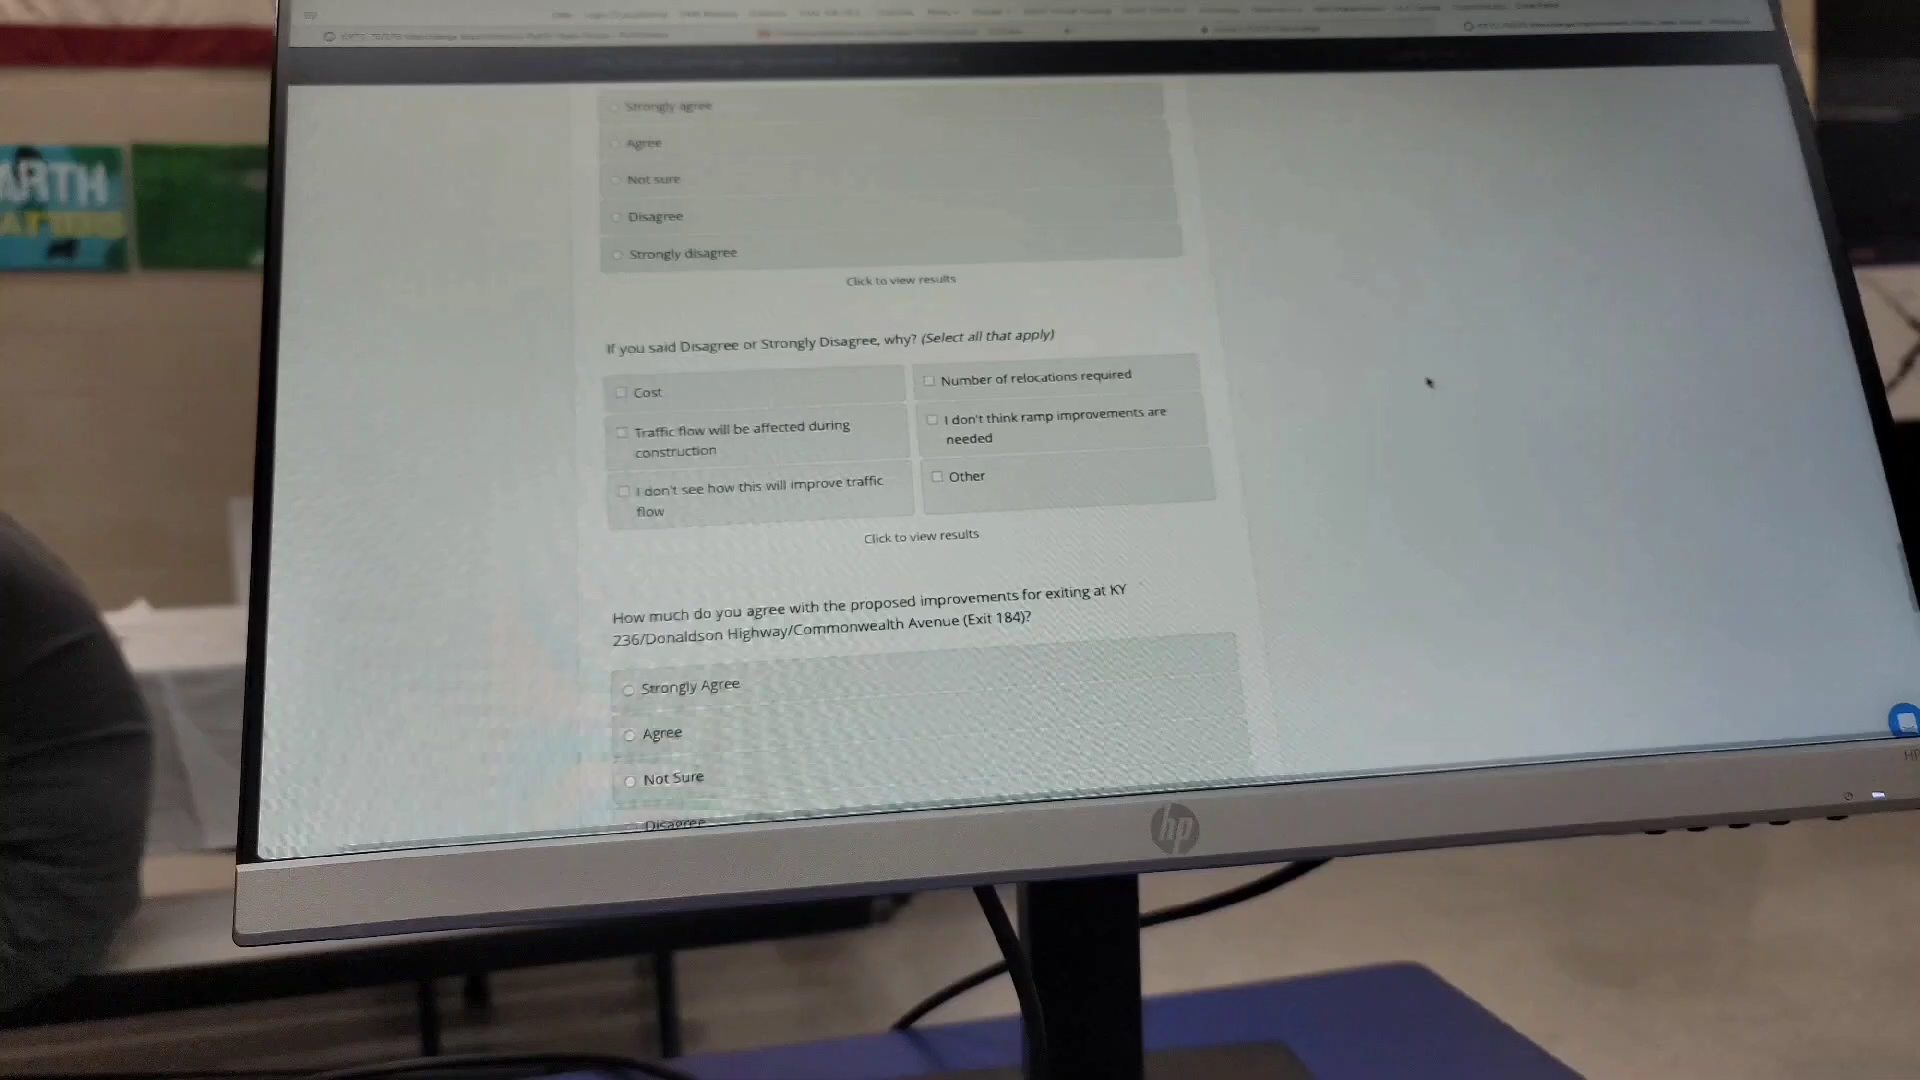 Strongly agree
Agree
Not sure
Disagree
Strongly disagree
Click to view results
If you said Disagree or Strongly Disagree, why? (Select all that apply)
Cost
Number of relocations required
Traffic flow will be affected during
construction
I don't think ramp improvements are
needed
I don't see how this will improve traffic
flow
Other
Click to view results
How much do you agree with the proposed improvements for exiting at KY
236/Donaldson Highway/Commonwealth Avenue (Exit 184)?
Strongly Agree
Agree
Not Sure
Disagree
hp
HP
ARTH